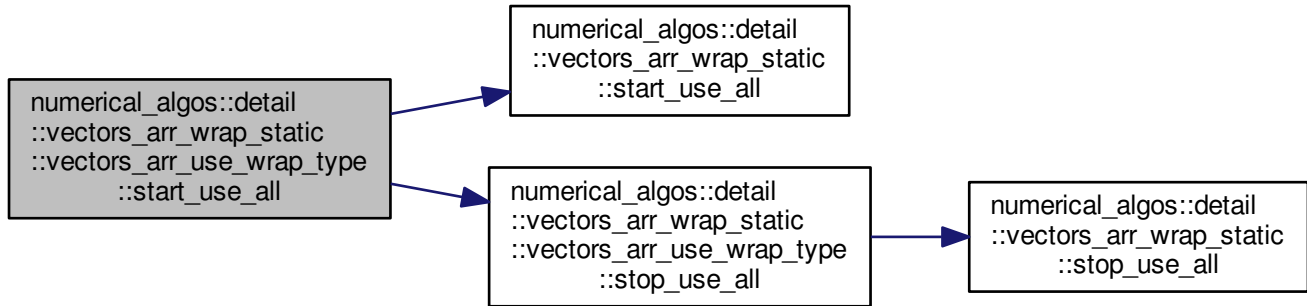 numerical_algos::detail
::vectors_arr_wrap_static
::vectors_arr_use_wrap_type
::start_use_all
numerical_algos::detail
::vectors_arr_wrap_static
::start_use_all
numerical_algos::detail
::vectors_arr_wrap_static
::vectors_arr_use_wrap_type
::stop_use_all
numerical_algos::detail
::vectors_arr_wrap_static
::stop_use_all